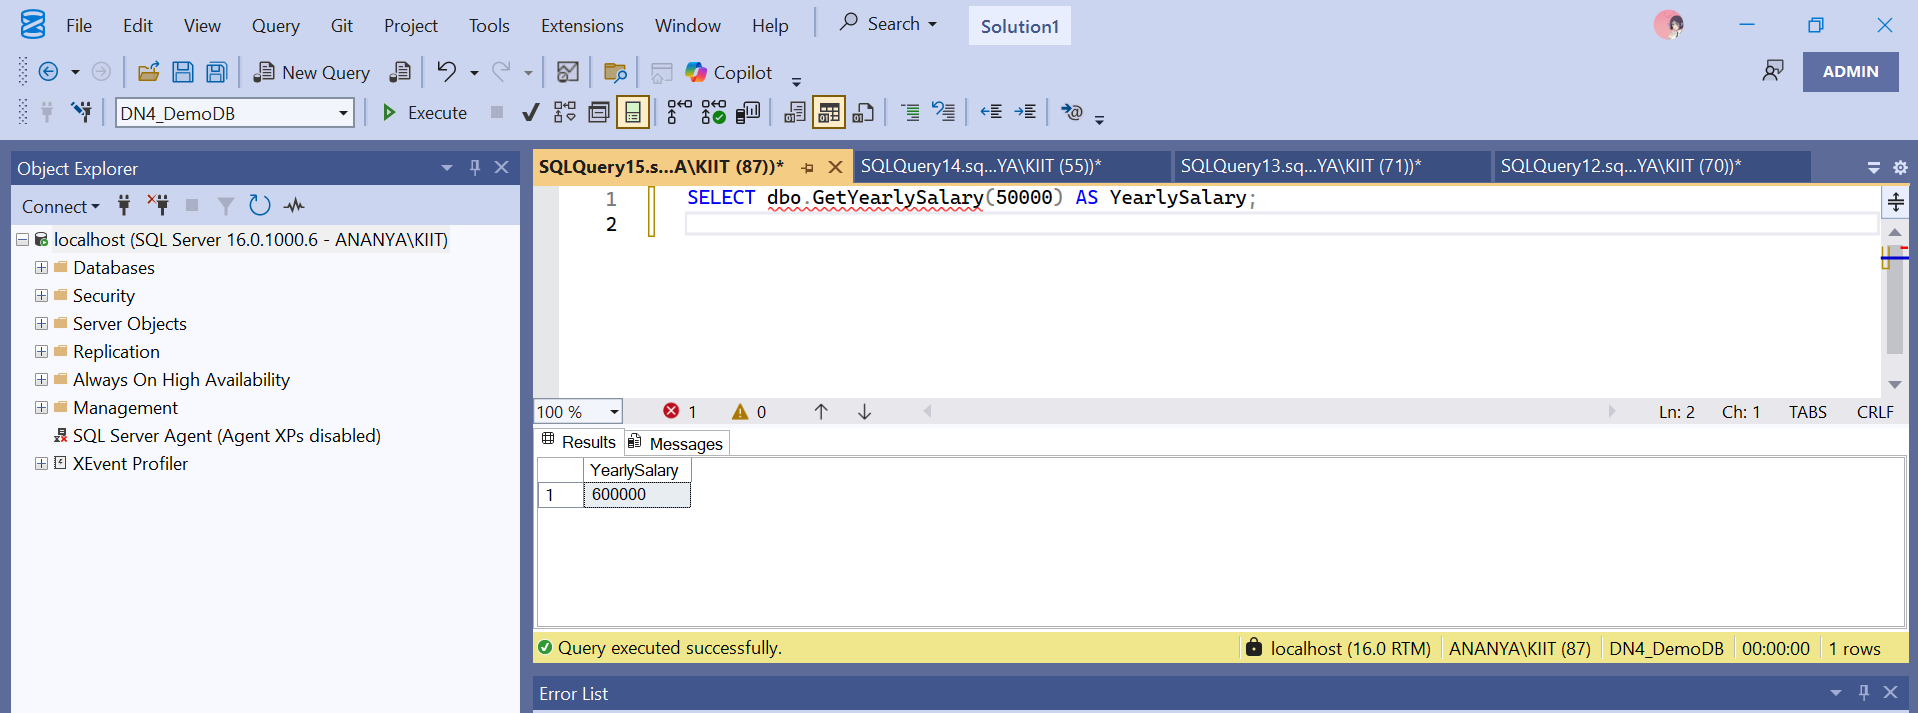 File Edit View Query Git Project Tools Extensions Window Help Search Solution1
New Query Copilot ADMIN
DN4_DemoDB Execute
Object Explorer
Connect
localhost (SQL Server 16.0.1000.6 - ANANYA\KIIT)
Databases
Security
Server Objects
Replication
Always On High Availability
Management
SQL Server Agent (Agent XPs disabled)
XEvent Profiler
SQLQuery15.s...A\KIIT (87))* SQLQuery14.sq...YA\KIIT (55))* SQLQuery13.sq...YA\KIIT (71))* SQLQuery12.sq...YA\KIIT (70))*
1 SELECT dbo.GetYearlySalary(50000) AS YearlySalary;
2
100 % 1 0 Ln: 2 Ch: 1 TABS CRLF
Results Messages
YearlySalary
1 600000
Query executed successfully. localhost (16.0 RTM) ANANYA\KIIT (87) DN4_DemoDB 00:00:00 1 rows
Error List